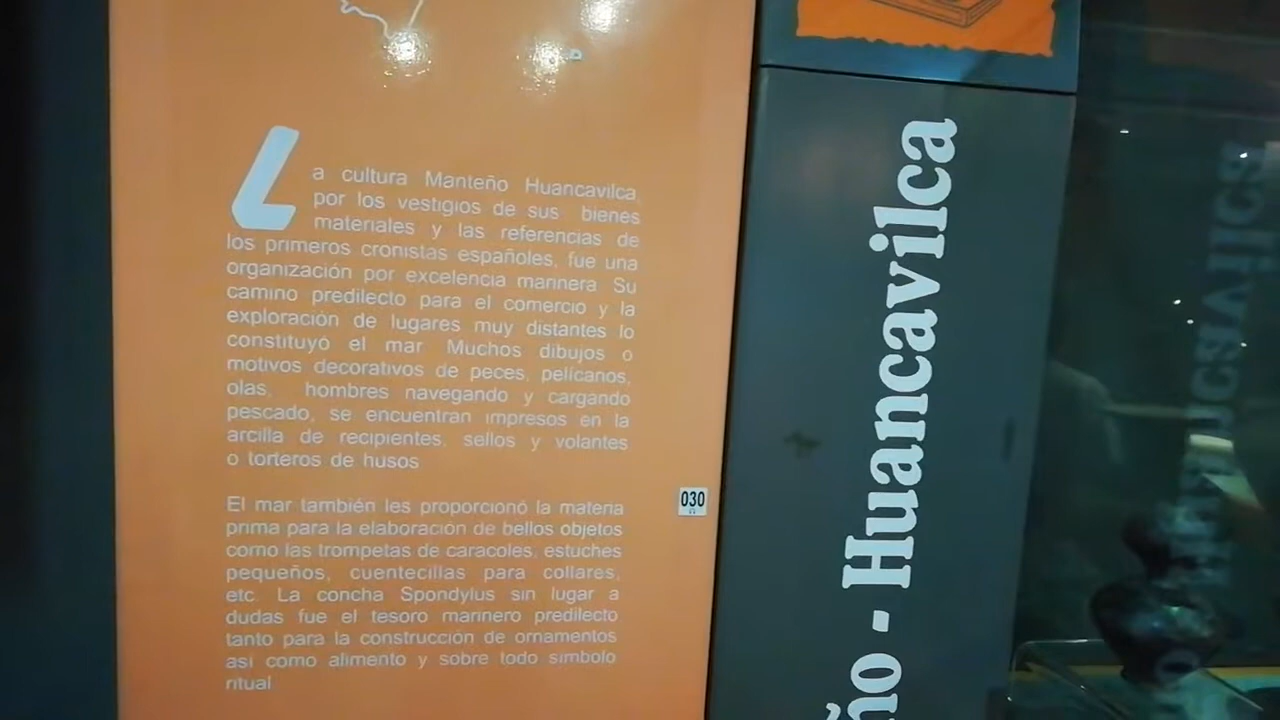 La cultura Manteño Huancavilca,
por los vestigios de sus bienes
materiales y las referencias de
los primeros cronistas españoles, fue una
organización por excelencia marinera. Su
camino predilecto para el comercio y la
exploración de lugares muy distantes lo
constituyó el mar. Muchos dibujos o
motivos decorativos de peces, pelícanos,
olas, hombres navegando y cargando
pescado, se encuentran impresos en la
arcilla de recipientes, sellos y volantes
o torteros de husos
El mar también les proporcionó la materia
prima para la elaboración de bellos objetos
como las trompetas de caracoles, estuches
pequeños, cuentecillas para collares,
etc. La concha Spondylus sin lugar a
dudas fue el tesoro marinero predilecto
tanto para la construcción de ornamentos
así como alimento y sobre todo símbolo
ritual
030
ño - Huancavilca